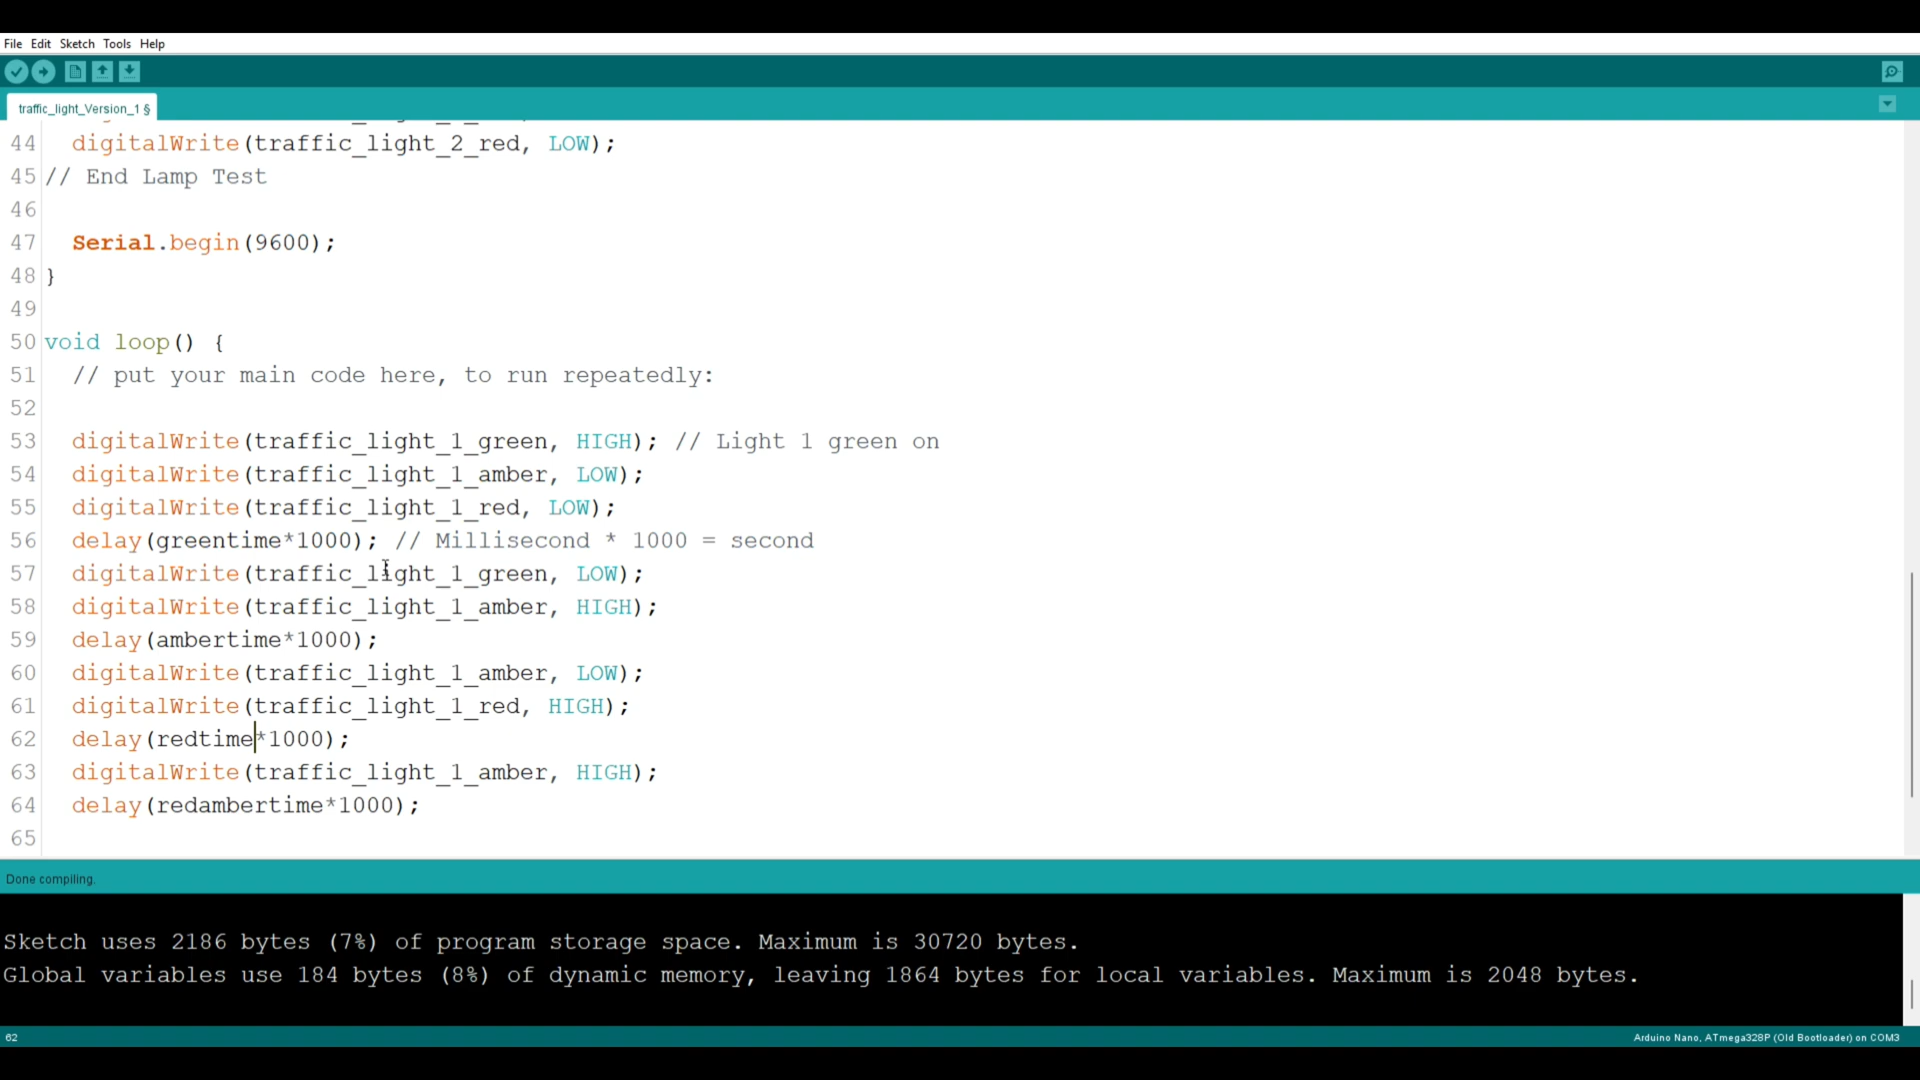 File Edit Sketch Tools Help
traffic_light_Version_1 §
44 digitalWrite(traffic_light_2_red, LOW);
45 // End Lamp Test
46
47 Serial.begin(9600);
48 }
49
50 void loop() {
51 // put your main code here, to run repeatedly:
52
53 digitalWrite(traffic_light_1_green, HIGH); // Light 1 green on
54 digitalWrite(traffic_light_1_amber, LOW);
55 digitalWrite(traffic_light_1_red, LOW);
56 delay(greentime*1000); // Millisecond * 1000 = second
57 digitalWrite(traffic_light_1_green, LOW);
58 digitalWrite(traffic_light_1_amber, HIGH);
59 delay(ambertime*1000);
60 digitalWrite(traffic_light_1_amber, LOW);
61 digitalWrite(traffic_light_1_red, HIGH);
62 delay(redtime*1000);
63 digitalWrite(traffic_light_1_amber, HIGH);
64 delay(redambertime*1000);
65
Done compiling.
Sketch uses 2186 bytes (7%) of program storage space. Maximum is 30720 bytes.
Global variables use 184 bytes (8%) of dynamic memory, leaving 1864 bytes for local variables. Maximum is 2048 bytes.
62 Arduino Nano, ATmega328P (Old Bootloader) on COM3